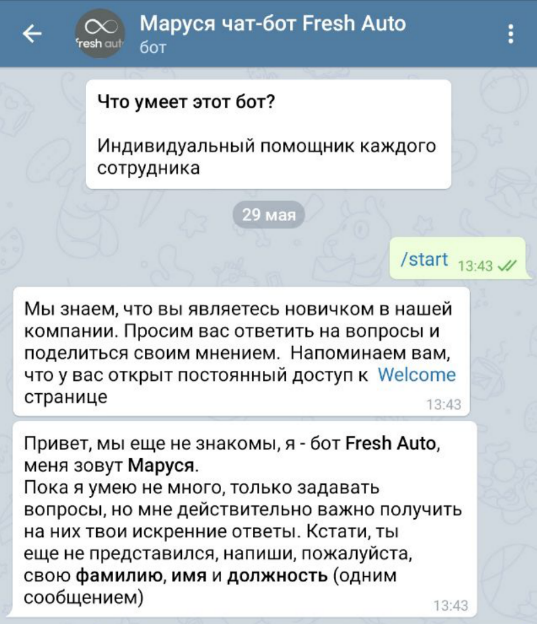 Маруся чат-бот Fresh Auto
fresh aut
бот
Что умеет этот бот?
Индивидуальный помощник каждого
сотрудника
29 мая
/start 13:43
Мы знаем, что вы являетесь новичком в нашей
компании. Просим вас ответить на вопросы и
поделиться своим мнением.  Напоминаем вам,
что у вас открыт постоянный доступ к  Welcome
странице
13:43
Привет, мы еще не знакомы, я - бот Fresh Auto,
меня зовут Маруся.
Пока я умею не много, только задавать
вопросы, но мне действительно важно получить
на них твои искренние ответы. Кстати, ты
еще не представился, напиши, пожалуйста,
свою фамилию, имя и должность (одним
сообщением)
13:43